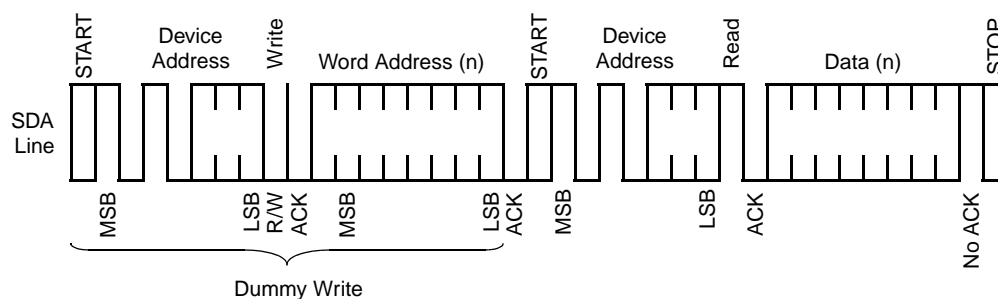 START
Device
Address
Write
Word Address (n)
START
Device
Address
Read
Data (n)
STOP
SDA
Line
MSB
LSB
R/W
ACK
MSB
LSB
ACK
MSB
LSB
ACK
No ACK
Dummy Write